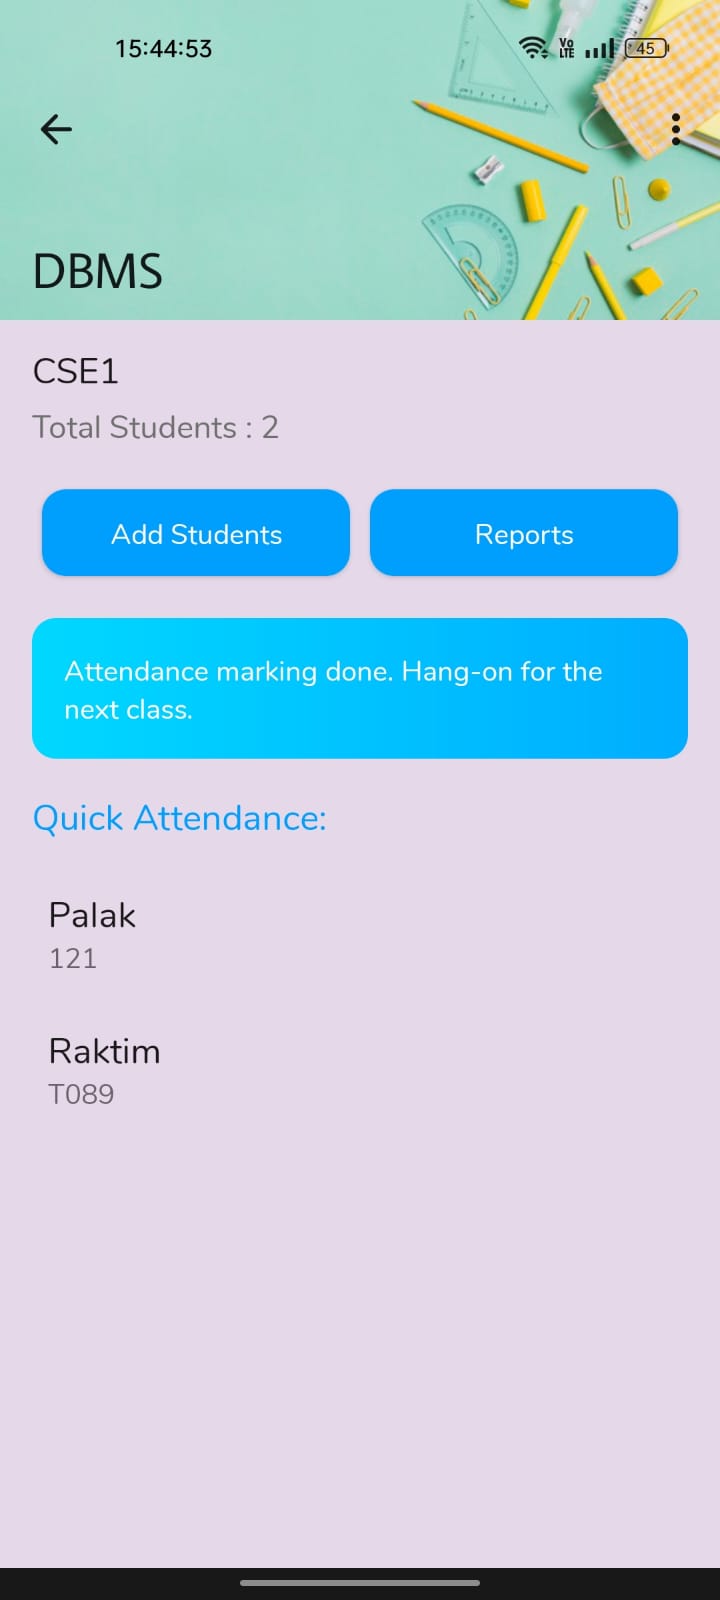 15:44:53
Vo
LTE
45
DBMS
CSE1
Total Students : 2
Add Students
Reports
Attendance marking done. Hang-on for the
next class.
Quick Attendance:
Palak
121
Raktim
T089